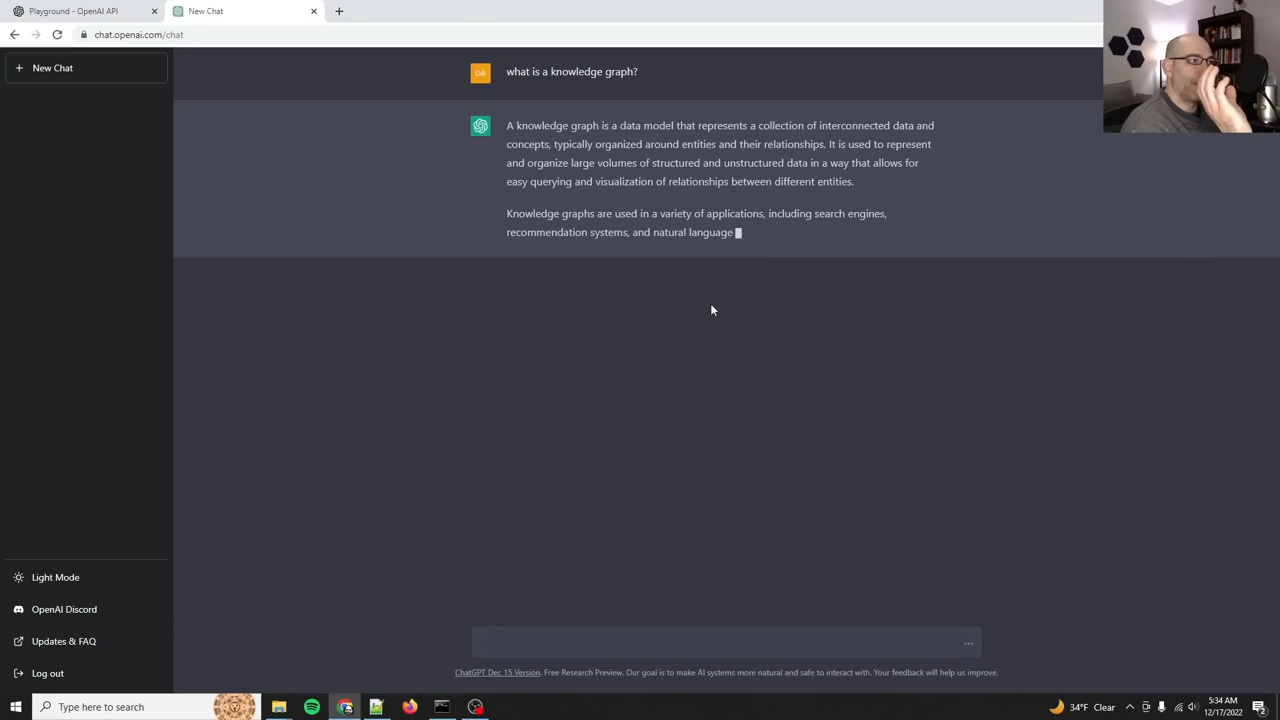 Playground - OpenAI API
New Chat
chat.openai.com/chat
New Chat
DA
what is a knowledge graph?
A knowledge graph is a data model that represents a collection of interconnected data and
concepts, typically organized around entities and their relationships. It is used to represent
and organize large volumes of structured and unstructured data in a way that allows for
easy querying and visualization of relationships between different entities.
Knowledge graphs are used in a variety of applications, including search engines,
recommendation systems, and natural language
Light Mode
OpenAI Discord
Updates & FAQ
Log out
...
ChatGPT Dec 15 Version. Free Research Preview. Our goal is to make AI systems more natural and safe to interact with. Your feedback will help us improve.
Type here to search
34°F Clear
5:34 AM
12/17/2022
2